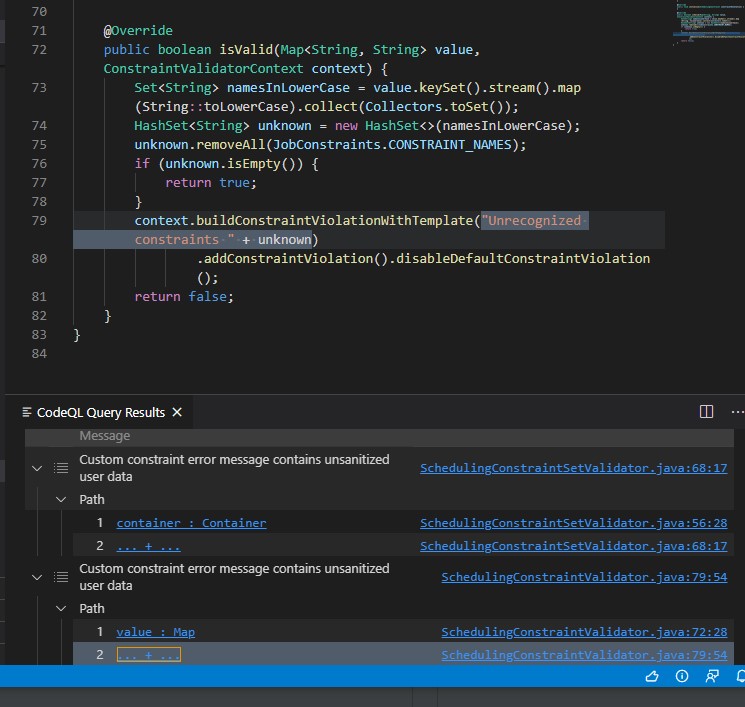 70
71 @Override
72 public boolean isValid(Map<String, String> value,
ConstraintValidatorContext context) {
73 Set<String> namesInLowerCase = value.keySet().stream().map
(String::toLowerCase).collect(Collectors.toSet());
74 HashSet<String> unknown = new HashSet<>(namesInLowerCase);
75 unknown.removeAll(JobConstraints.CONSTRAINT_NAMES);
76 if (unknown.isEmpty()) {
77 return true;
78 }
79 context.buildConstraintViolationWithTemplate("Unrecognized
constraints " + unknown)
80 .addConstraintViolation().disableDefaultConstraintViolation
();
81 return false;
82 }
83 }
84
CodeQL Query Results
Message
Custom constraint error message contains unsanitized
user data SchedulingConstraintSetValidator.java:68:17
Path
1 container : Container SchedulingConstraintSetValidator.java:56:28
2 ... + ... SchedulingConstraintSetValidator.java:68:17
Custom constraint error message contains unsanitized
user data SchedulingConstraintValidator.java:79:54
Path
1 value : Map SchedulingConstraintValidator.java:72:28
2 ... + ... SchedulingConstraintValidator.java:79:54